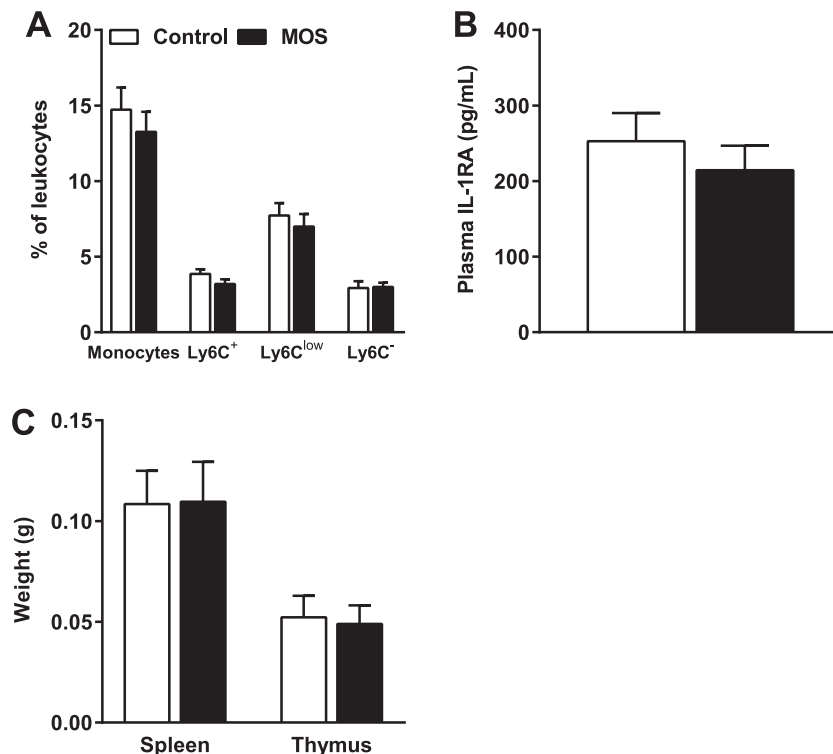 A
Control MOS
% of leukocytes
20
15
10
5
0
Monocytes Ly6C⁺ Ly6Cˡᵒʷ Ly6C⁻
B
Plasma IL-1RA (pg/mL)
400
300
200
100
0
C
Weight (g)
0.15
0.10
0.05
0.00
Spleen Thymus